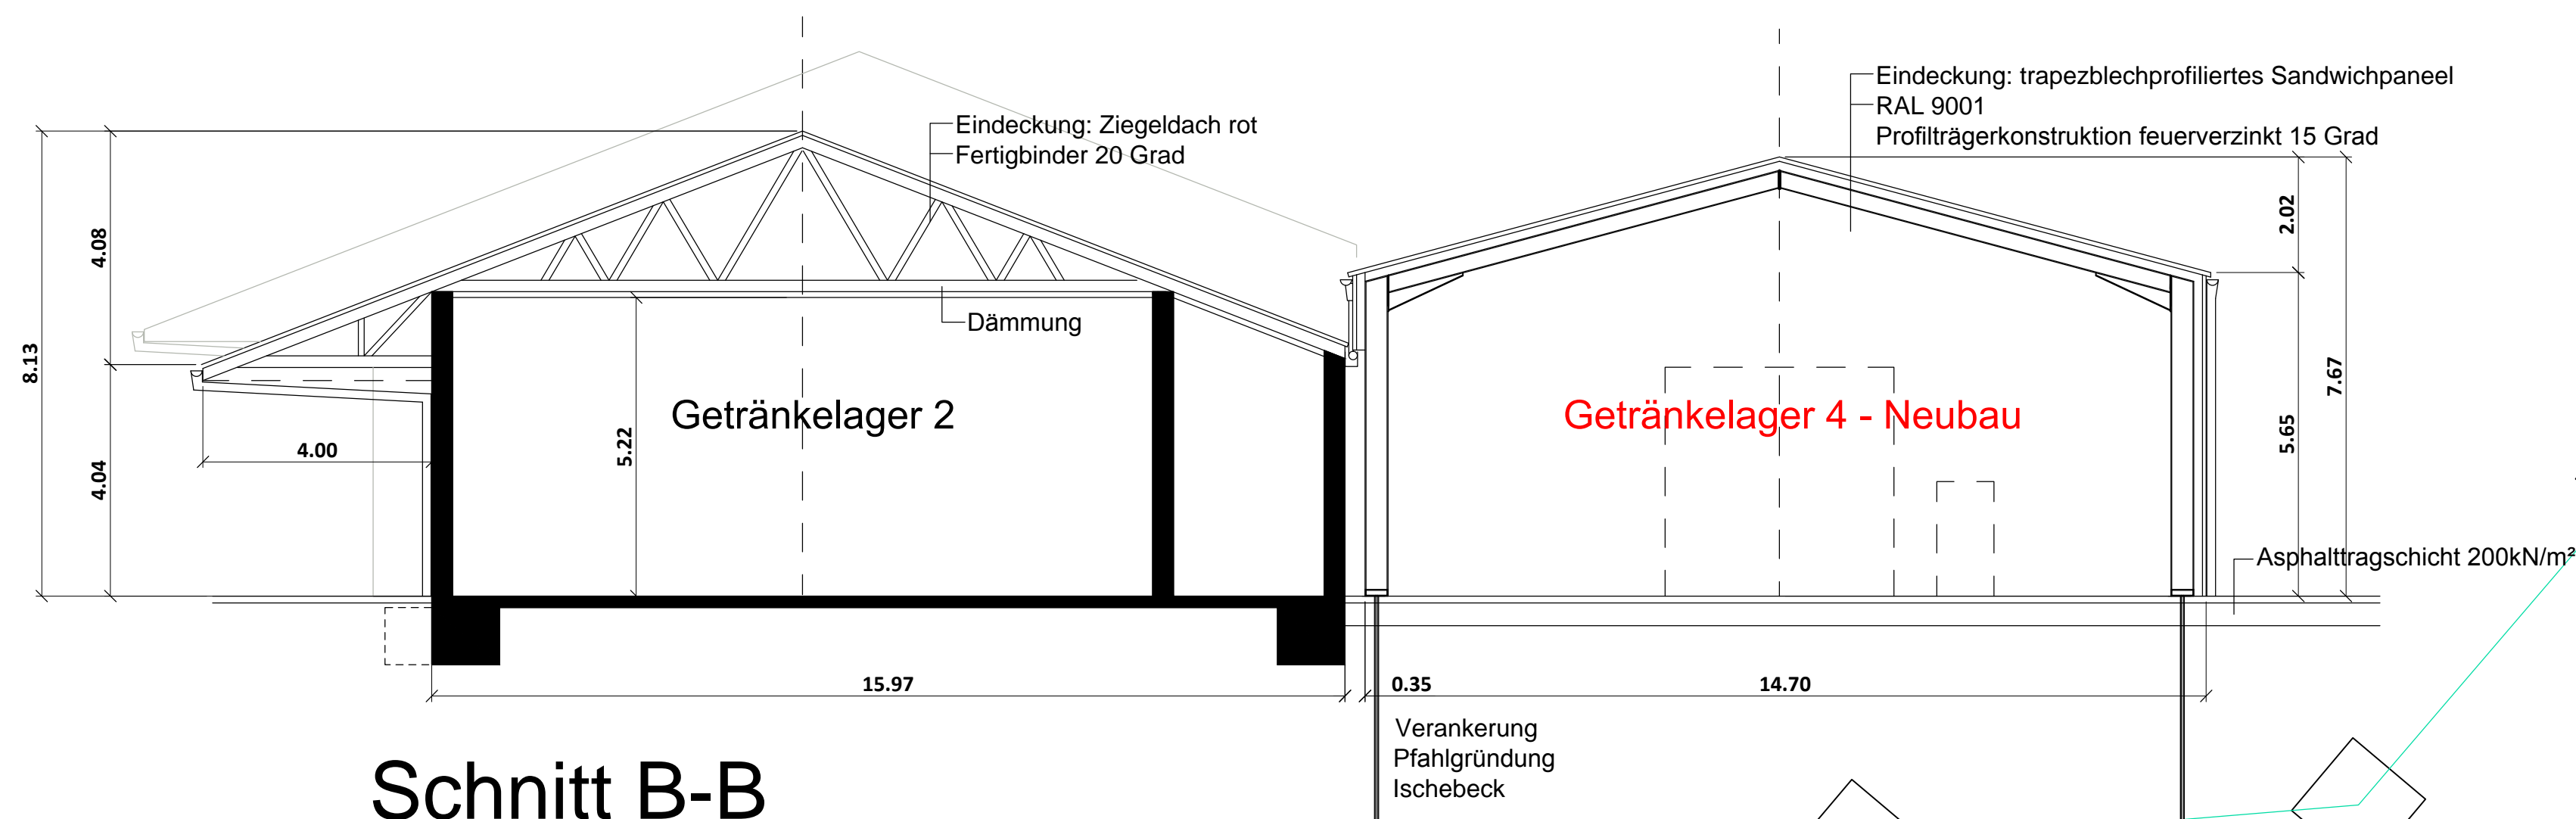 Eindeckung: trapezblechprofiliertes Sandwichpaneel
RAL 9001
Profilträgerkonstruktion feuerverzinkt 15 Grad
Eindeckung: Ziegeldach rot
Fertigbinder 20 Grad
2.02
4.08
Dämmung
8.13
7.67
Getränkelager 2
Getränkelager 4 - Neubau
5.22
5.65
4.00
4.04
Asphalttragschicht 200kN/m²
15.97
0.35
14.70
Verankerung
Pfahlgründung
Ischebeck
Schnitt B-B